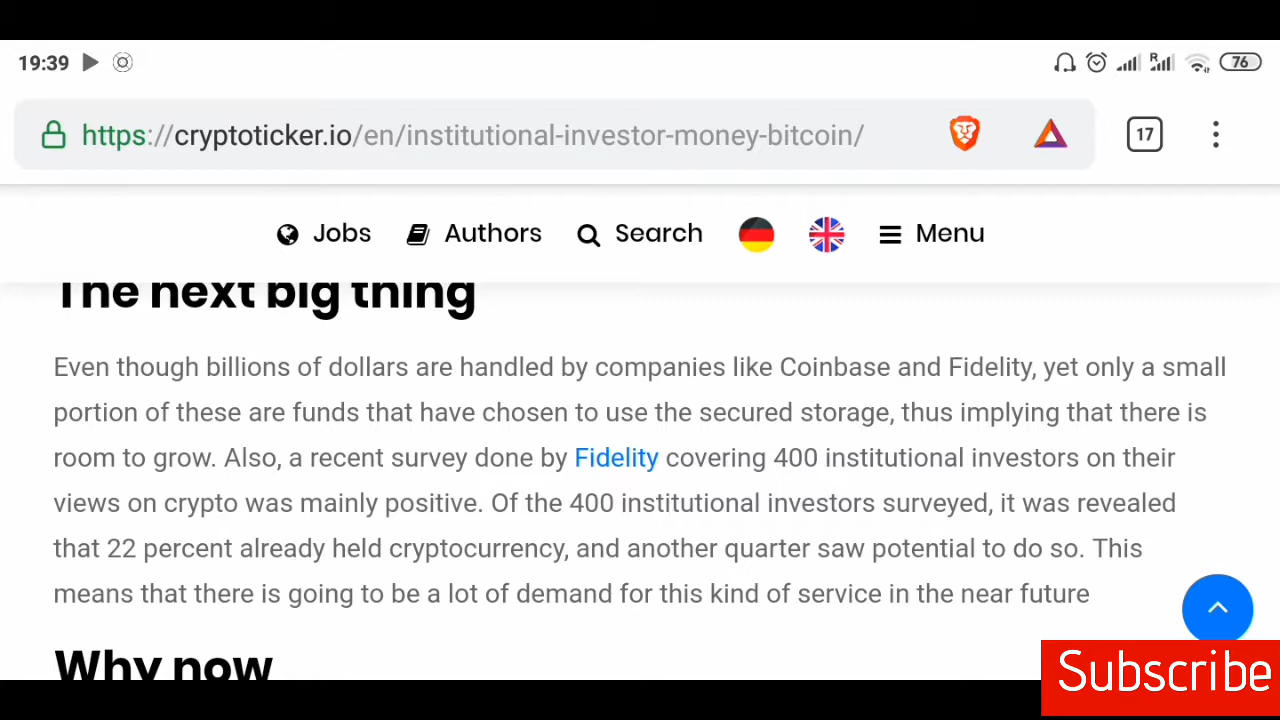 19:39
R
76
https://cryptoticker.io/en/institutional-investor-money-bitcoin/
17
Jobs Authors Search Menu
The next big thing
Even though billions of dollars are handled by companies like Coinbase and Fidelity, yet only a small
portion of these are funds that have chosen to use the secured storage, thus implying that there is
room to grow. Also, a recent survey done by Fidelity covering 400 institutional investors on their
views on crypto was mainly positive. Of the 400 institutional investors surveyed, it was revealed
that 22 percent already held cryptocurrency, and another quarter saw potential to do so. This
means that there is going to be a lot of demand for this kind of service in the near future
Why now
Subscribe